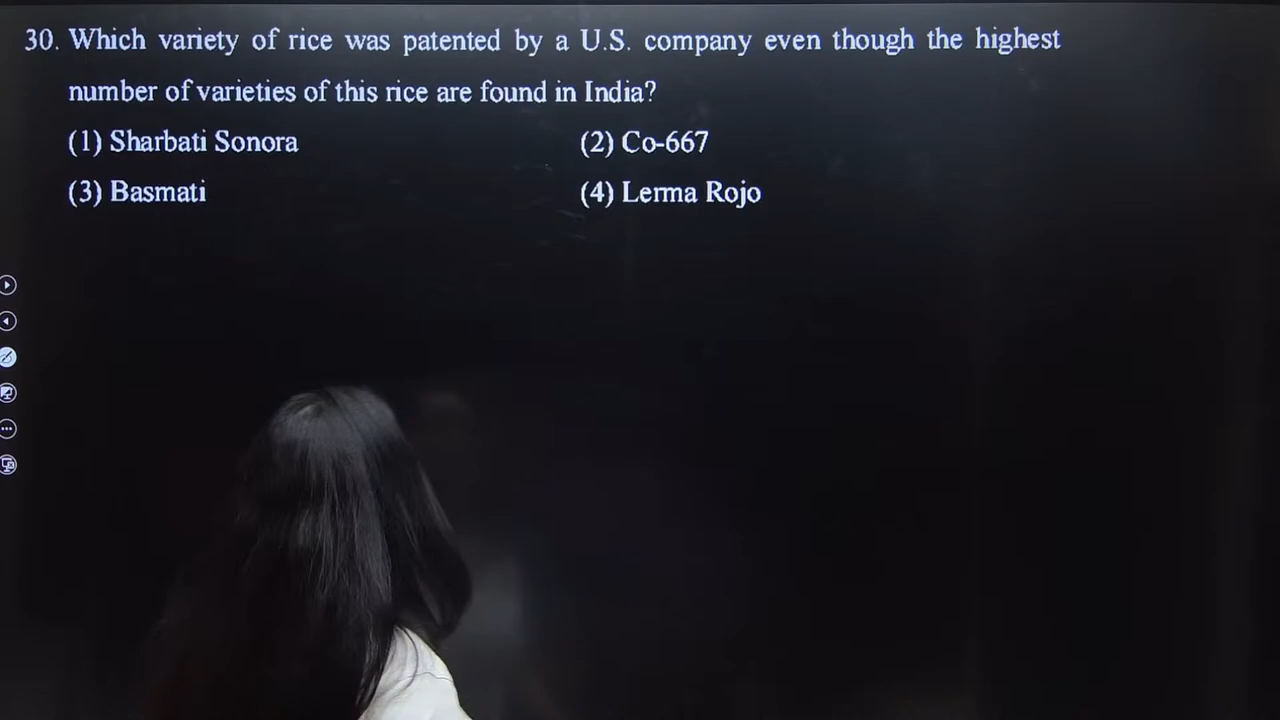 30. Which variety of rice was patented by a U.S. company even though the highest
number of varieties of this rice are found in India?
(1) Sharbati Sonora (2) Co-667
(3) Basmati (4) Lerma Rojo